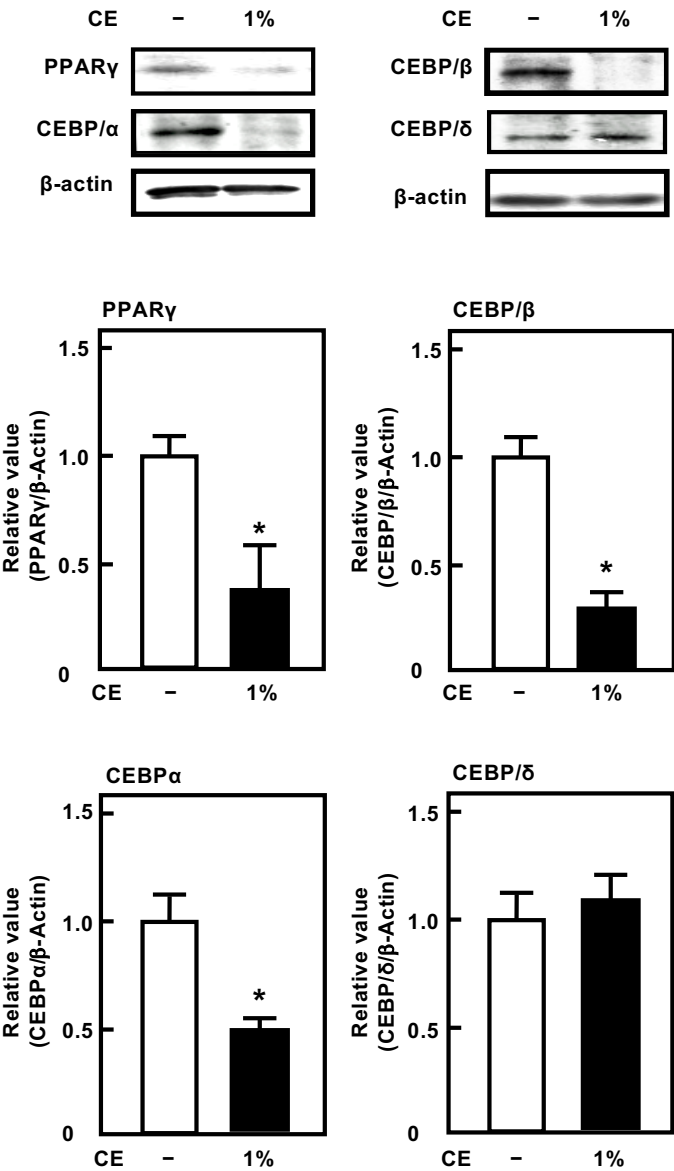 CE − 1%
PPARγ
CEBP/α
β-actin
CE − 1%
CEBP/β
CEBP/δ
β-actin
PPARγ
Relative value
(PPARγ/β-Actin)
1.5
1.0
0.5
0
*
CE − 1%
CEBP/β
Relative value
(CEBP/β/β-Actin)
1.5
1.0
0.5
0
*
CE − 1%
CEBPα
Relative value
(CEBPα/β-Actin)
1.5
1.0
0.5
0
*
CE − 1%
CEBP/δ
Relative value
(CEBP/δ/β-Actin)
1.5
1.0
0.5
0
CE − 1%